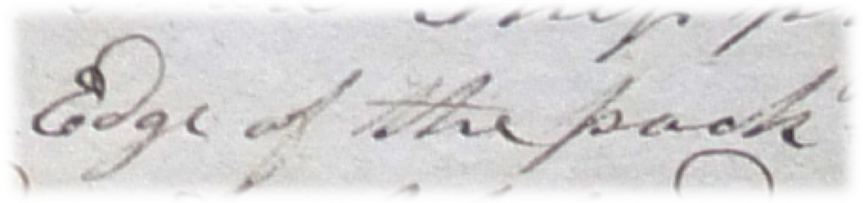 Edge of the pack